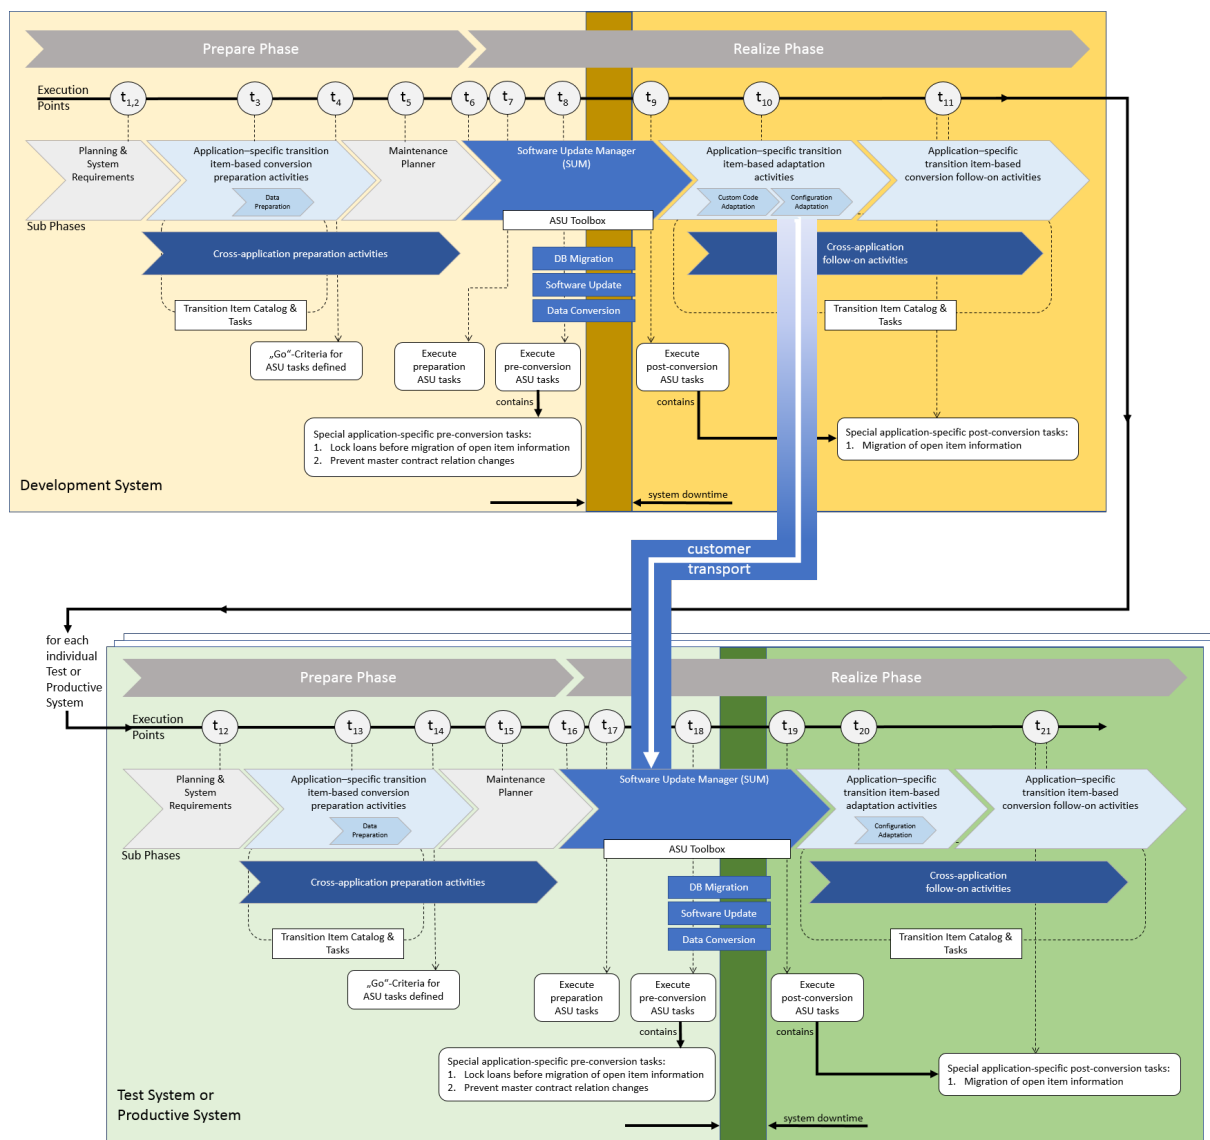 Prepare Phase
Realize Phase
Execution
Points
t1,2
t3
t4
t5
t6
t7
t8
t9
t10
t11
Planning &
System
Requirements
Application–specific transition
item-based conversion
preparation activities
Data
Preparation
Maintenance
Planner
Software Update Manager
(SUM)
Application–specific transition
item-based adaptation
activities
Custom Code
Adaptation
Configuration
Adaptation
Application–specific
transition item-based
conversion follow-on activities
Sub Phases
ASU Toolbox
Cross-application preparation activities
DB Migration
Software Update
Data Conversion
Cross-application
follow-on activities
Transition Item Catalog &
Tasks
Transition Item Catalog &
Tasks
„Go“-Criteria for
ASU tasks defined
Execute
preparation
ASU tasks
Execute
pre-conversion
ASU tasks
Execute
post-conversion
ASU tasks
contains
contains
Special application-specific pre-conversion tasks:
1. Lock loans before migration of open item information
2. Prevent master contract relation changes
Special application-specific post-conversion tasks:
1. Migration of open item information
Development System
system downtime
customer
transport
for each
individual
Test or
Productive
System
Prepare Phase
Realize Phase
Execution
Points
t12
t13
t14
t15
t16
t17
t18
t19
t20
t21
Planning &
System
Requirements
Application–specific transition
item-based conversion
preparation activities
Data
Preparation
Maintenance
Planner
Software Update Manager (SUM)
Application–specific
transition item-based
adaptation activities
Configuration
Adaptation
Application–specific
transition item-based
conversion follow-on activities
Sub Phases
ASU Toolbox
Cross-application preparation activities
DB Migration
Software Update
Data Conversion
Cross-application
follow-on activities
Transition Item Catalog &
Tasks
Transition Item Catalog &
Tasks
„Go“-Criteria for
ASU tasks defined
Execute
preparation
ASU tasks
Execute
pre-conversion
ASU tasks
Execute
post-conversion
ASU tasks
contains
contains
Special application-specific pre-conversion tasks:
1. Lock loans before migration of open item information
2. Prevent master contract relation changes
Special application-specific post-conversion tasks:
1. Migration of open item information
Test System or
Productive System
system downtime